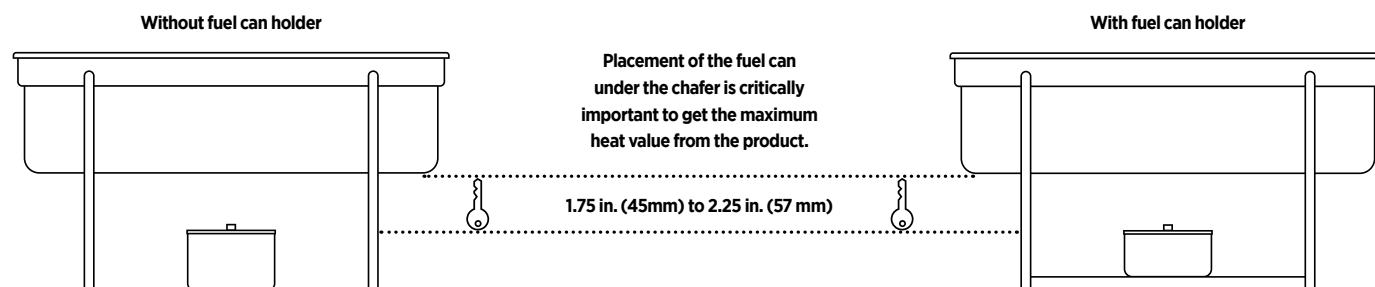 Without fuel can holder
With fuel can holder
Placement of the fuel can
under the chafer is critically
important to get the maximum
heat value from the product.
1.75 in. (45mm) to 2.25 in. (57 mm)